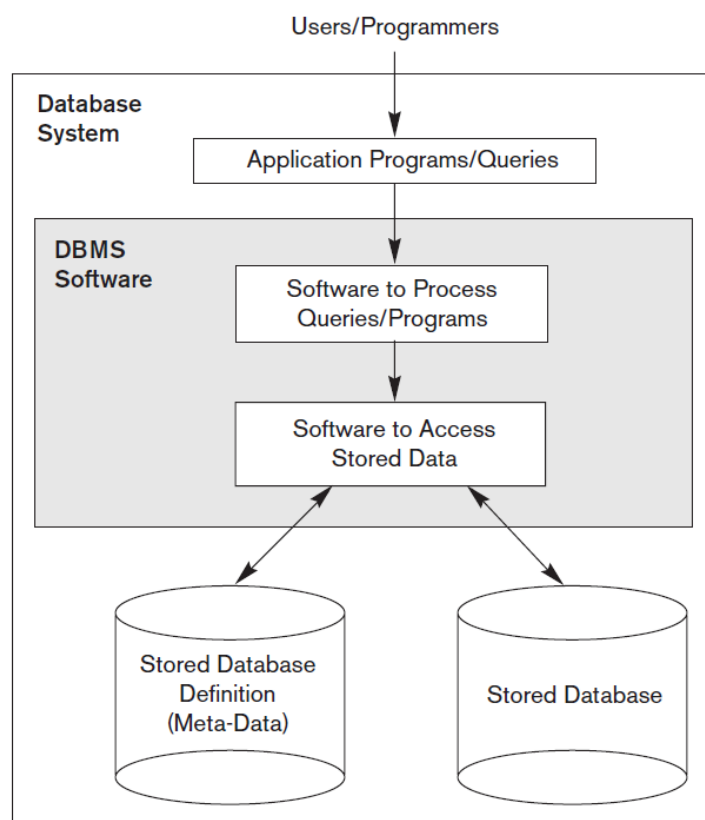 Users/Programmers
Database
System
Application Programs/Queries
DBMS
Software
Software to Process
Queries/Programs
Software to Access
Stored Data
Stored Database
Definition
(Meta-Data)
Stored Database